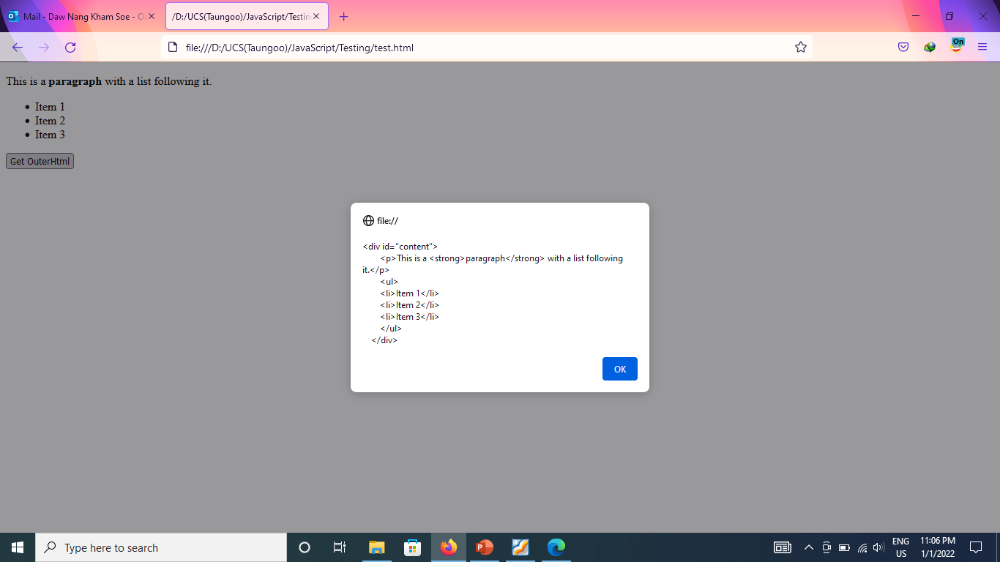 Mail - Daw Nang Kham Soe - O
/D:/UCS(Taungoo)/JavaScript/Testin
file:///D:/UCS(Taungoo)/JavaScript/Testing/test.html
On
This is a paragraph with a list following it.
• Item 1
• Item 2
• Item 3
Get OuterHtml
file://
<div id="content">
<p>This is a <strong>paragraph</strong> with a list following
it.</p>
<ul>
<li>Item 1</li>
<li>Item 2</li>
<li>Item 3</li>
</ul>
</div>
OK
Type here to search
ENG
US
11:06 PM
1/1/2022